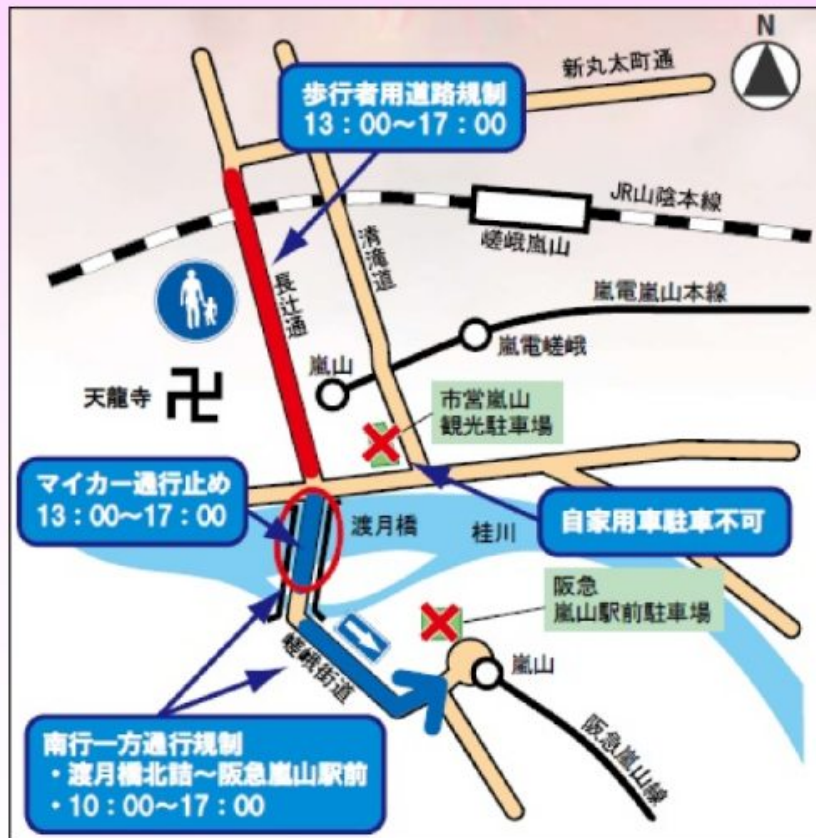 N
新丸太町通
歩行者用道路規制
13：00～17：00
JR山陰本線
嵯峨嵐山
清滝道
長辻通
嵐電嵐山本線
嵐電嵯峨
嵐山
天龍寺
市営嵐山
観光駐車場
マイカー通行止め
13：00～17：00
渡月橋
桂川
自家用車駐車不可
阪急
嵐山駅前駐車場
嵯峨街道
嵐山
阪急嵐山線
南行一方通行規制
・渡月橋北詰～阪急嵐山駅前
・10：00～17：00